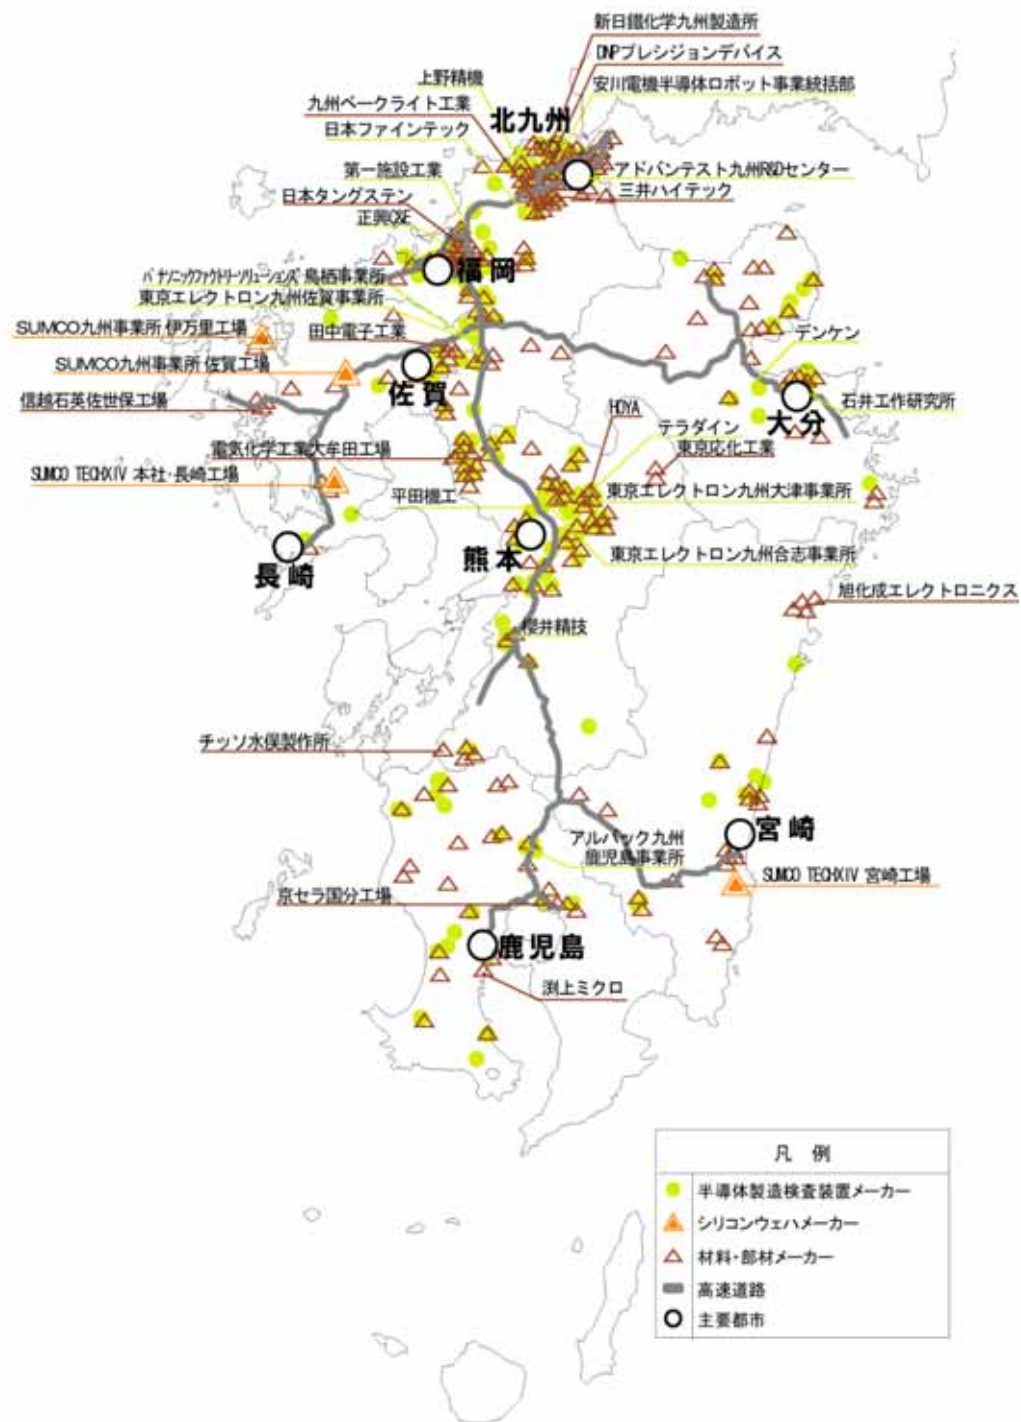 新日鐵化学九州製造所
DNPプレシジョンデバイス
上野精機
安川電機半導体ロボット事業統括部
九州ベークライト工業
北九州
日本ファインテック
第一施設工業
アドバンテスト九州R&Dセンター
日本タングステン
三井ハイテック
正興C&E
福岡
パナソニックファクトリーソリューションズ 鳥栖事業所
東京エレクトロン九州佐賀事業所
SUMCO九州事業所 伊万里工場
田中電子工業
デンケン
SUMCO九州事業所 佐賀工場
佐賀
信越石英佐世保工場
HOYA
大分
石井工作研究所
テラダイン
電気化学工業大牟田工場
東京応化工業
SUMCO TECHXIV 本社・長崎工場
平田機工
東京エレクトロン九州大津事業所
熊本
東京エレクトロン九州合志事業所
長崎
旭化成エレクトロニクス
櫻井精技
チッソ水俣製作所
宮崎
アルバック九州
鹿児島事業所
SUMCO TECHXIV 宮崎工場
京セラ国分工場
鹿児島
渕上ミクロ
凡 例
半導体製造検査装置メーカー
シリコンウェハメーカー
材料・部材メーカー
高速道路
主要都市